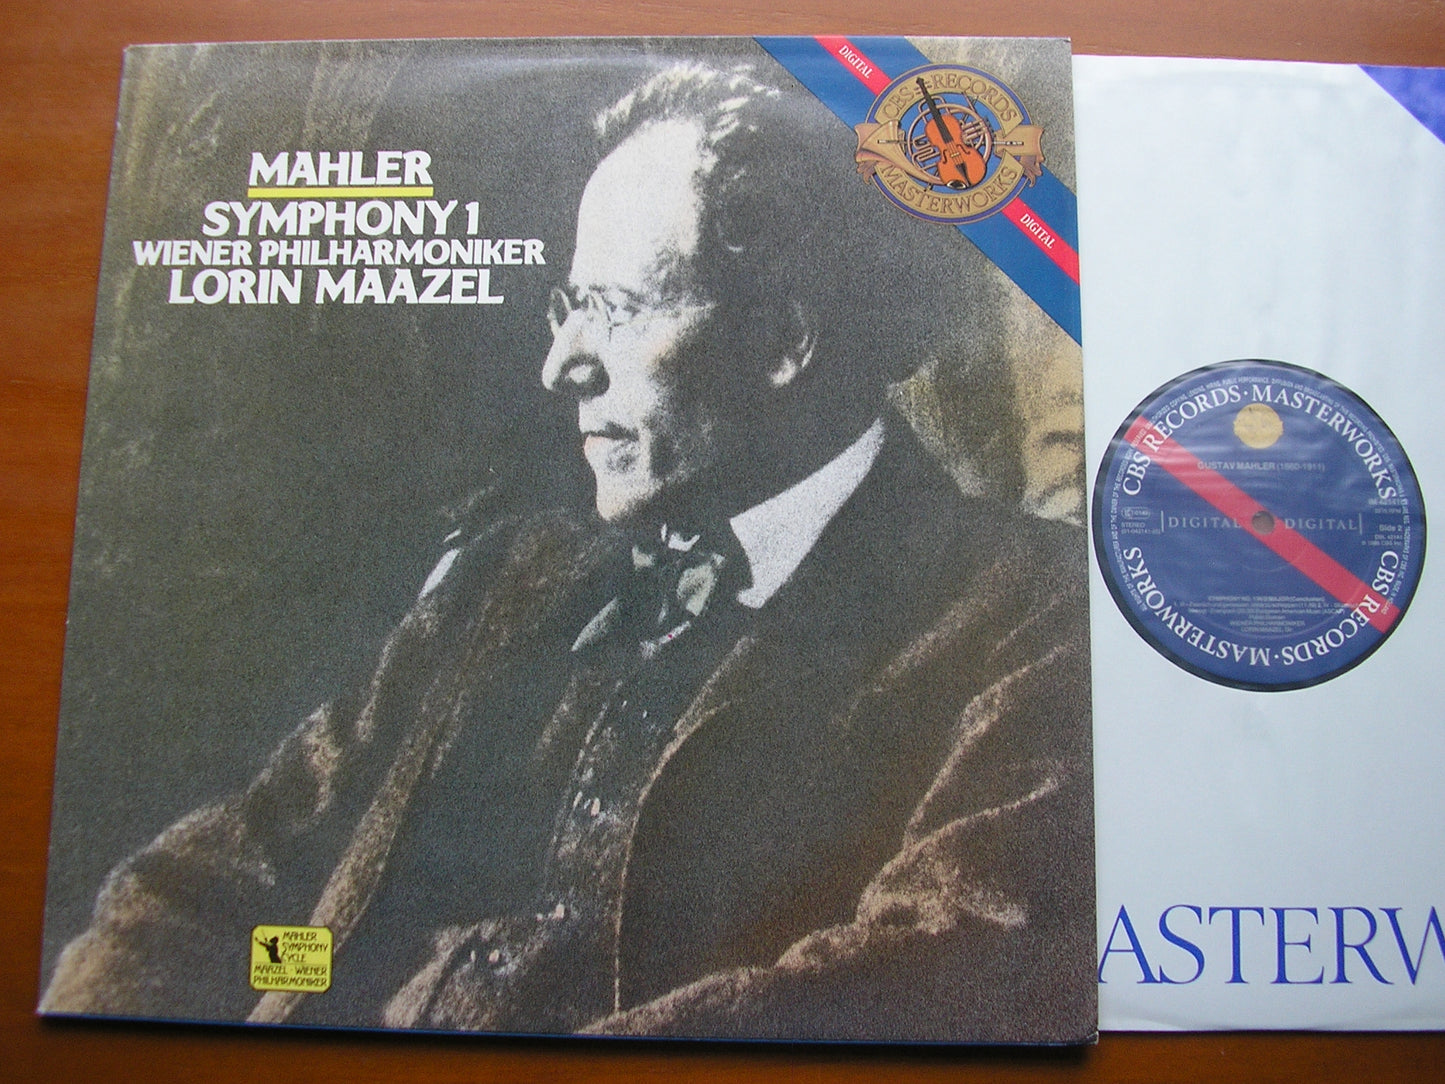 MAHLER
SYMPHONY 1
WIENER PHILHARMONIKER
LORIN MAAZEL
DIGITAL
CBS RECORDS
MASTERWORKS
DIGITAL
MAHLER
SYMPHONY
CYCLE
MAAZEL · WIENER
PHILHARMONIKER
CBS RECORDS · MASTERWORKS
CBS RECORDS · MASTERWORKS
GUSTAV MAHLER (1860-1911)
DIGITAL DIGITAL
STEREO
Side 2
WIENER PHILHARMONIKER
LORIN MAAZEL, Dir.
ASTERW